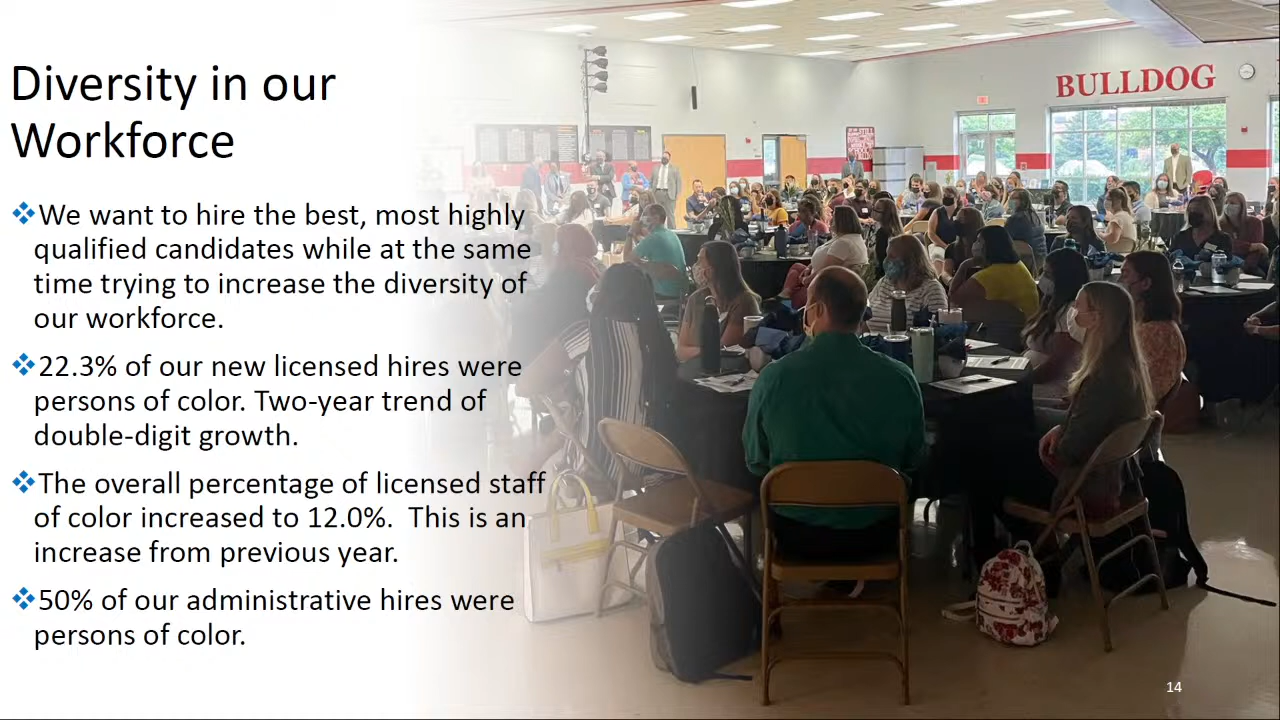 Diversity in our
Workforce
We want to hire the best, most highly
qualified candidates while at the same
time trying to increase the diversity of
our workforce.
22.3% of our new licensed hires were
persons of color. Two-year trend of
double-digit growth.
The overall percentage of licensed staff
of color increased to 12.0%.  This is an
increase from previous year.
50% of our administrative hires were
persons of color.
BULLDOG
14